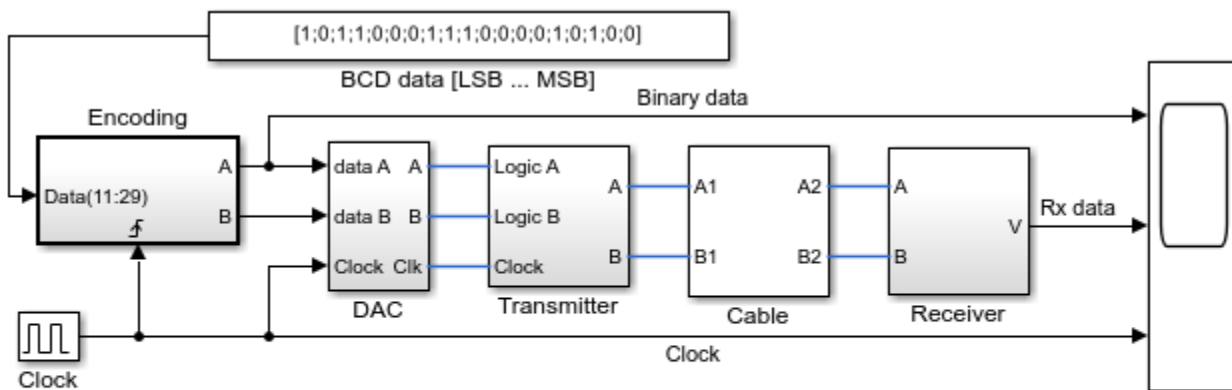 [1;0;1;1;0;0;0;1;1;1;0;0;0;0;1;0;1;0;0]
BCD data [LSB ... MSB]
Binary data
Encoding
A
data A
A
Logic A
A
A1
A2
A
Data(11:29)
B
data B
B
Logic B
Rx data
V
Clock
Clk
Clock
B
B1
B2
B
DAC
Transmitter
Cable
Receiver
Clock
Clock